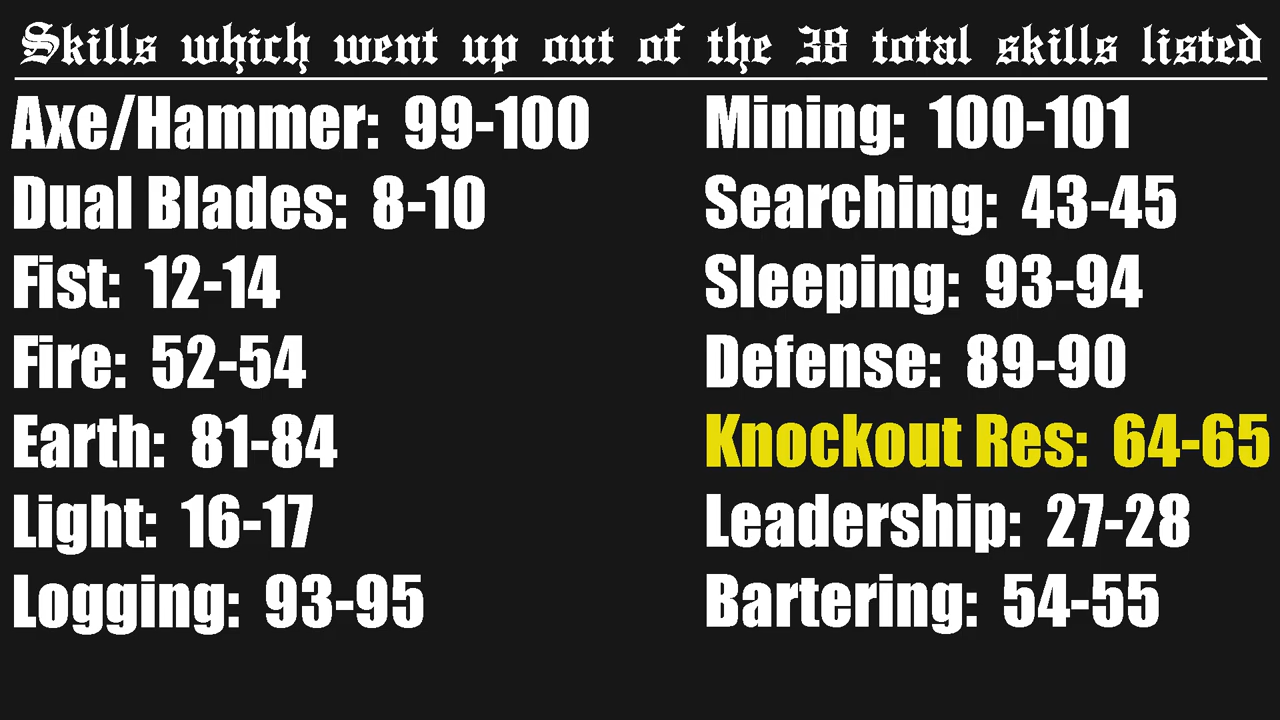 Skills which went up out of the 38 total skills listed
Axe/Hammer: 99-100
Dual Blades: 8-10
Fist: 12-14
Fire: 52-54
Earth: 81-84
Light: 16-17
Logging: 93-95
Mining: 100-101
Searching: 43-45
Sleeping: 93-94
Defense: 89-90
Knockout Res: 64-65
Leadership: 27-28
Bartering: 54-55